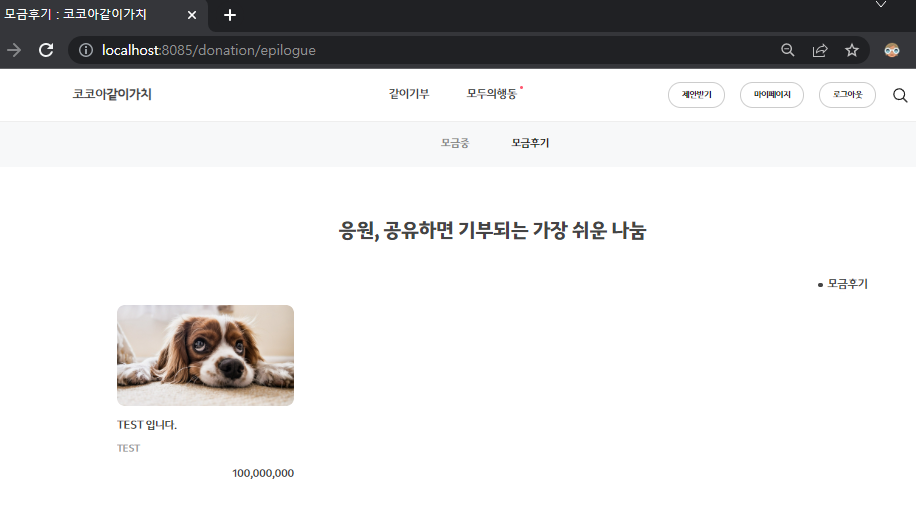 모금후기 : 코코아같이가치
localhost:8085/donation/epilogue
코코아같이가치 같이기부 모두의행동 제안받기 마이페이지 로그아웃
모금중 모금후기
응원, 공유하면 기부되는 가장 쉬운 나눔
모금후기
TEST 입니다.
TEST
100,000,000